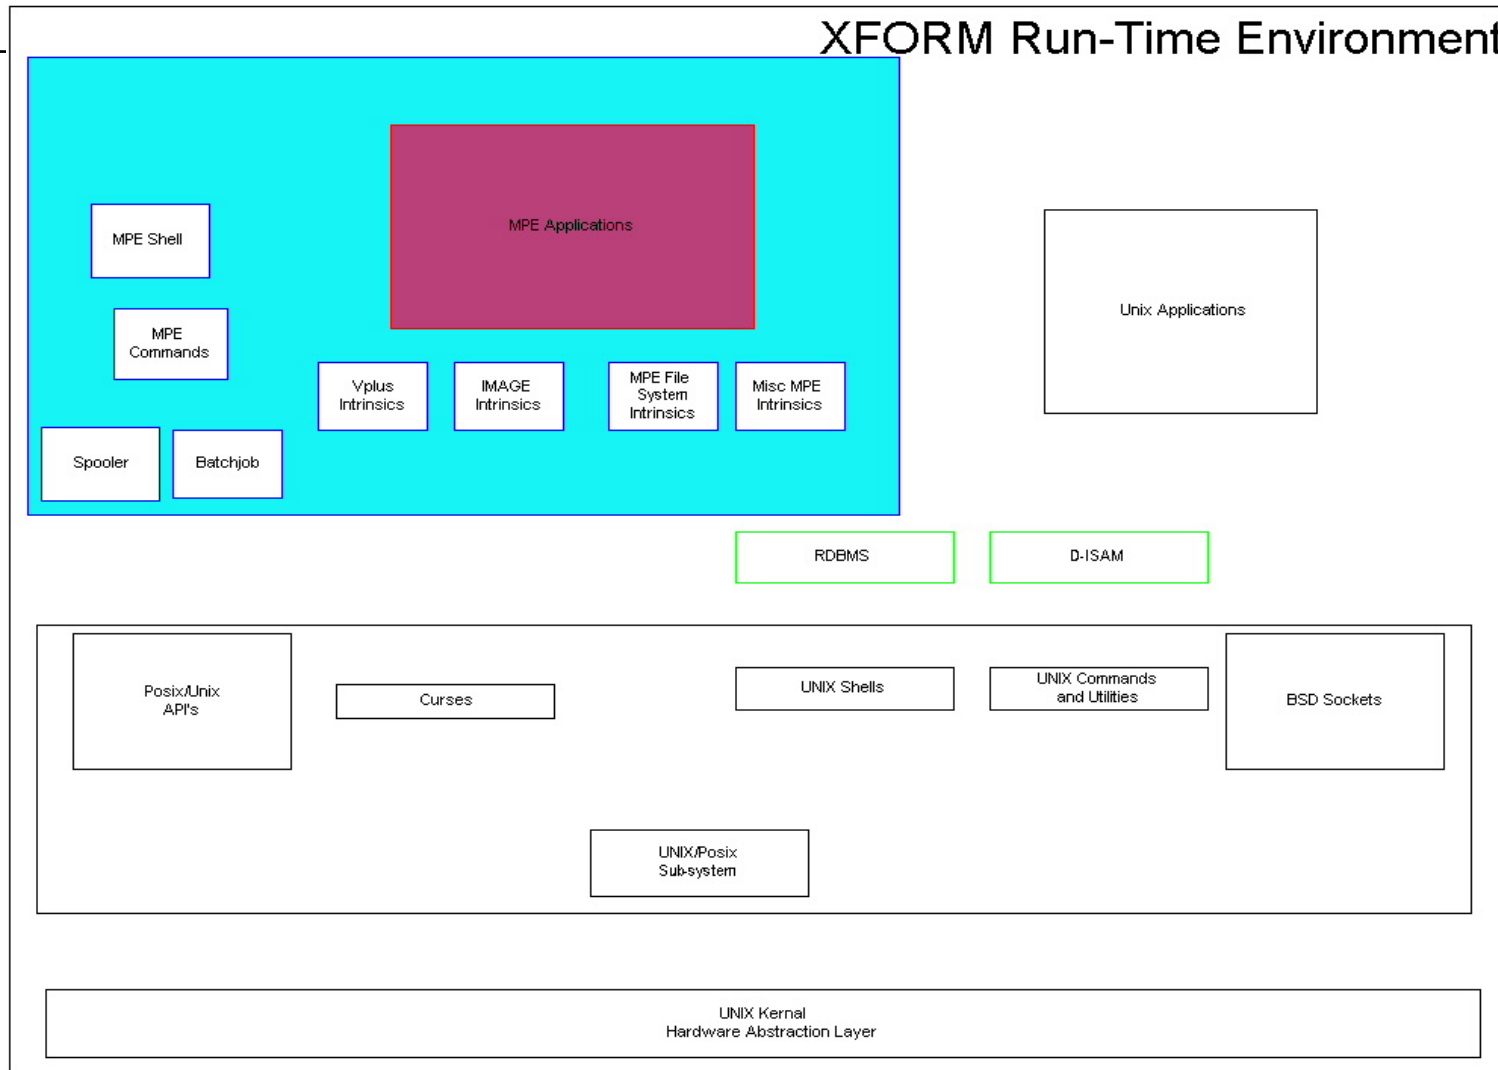 XFORM Run-Time Environment
MPE Applications
MPE Shell
Unix Applications
MPE
Commands
Vplus
Intrinsics
IMAGE
Intrinsics
MPE File
System
Intrinsics
Misc MPE
Intrinsics
Spooler
Batchjob
RDBMS
D-ISAM
Posix/Unix
API's
Curses
UNIX Shells
UNIX Commands
and Utilities
BSD Sockets
UNIX/Posix
Sub-system
UNIX Kernal
Hardware Abstraction Layer